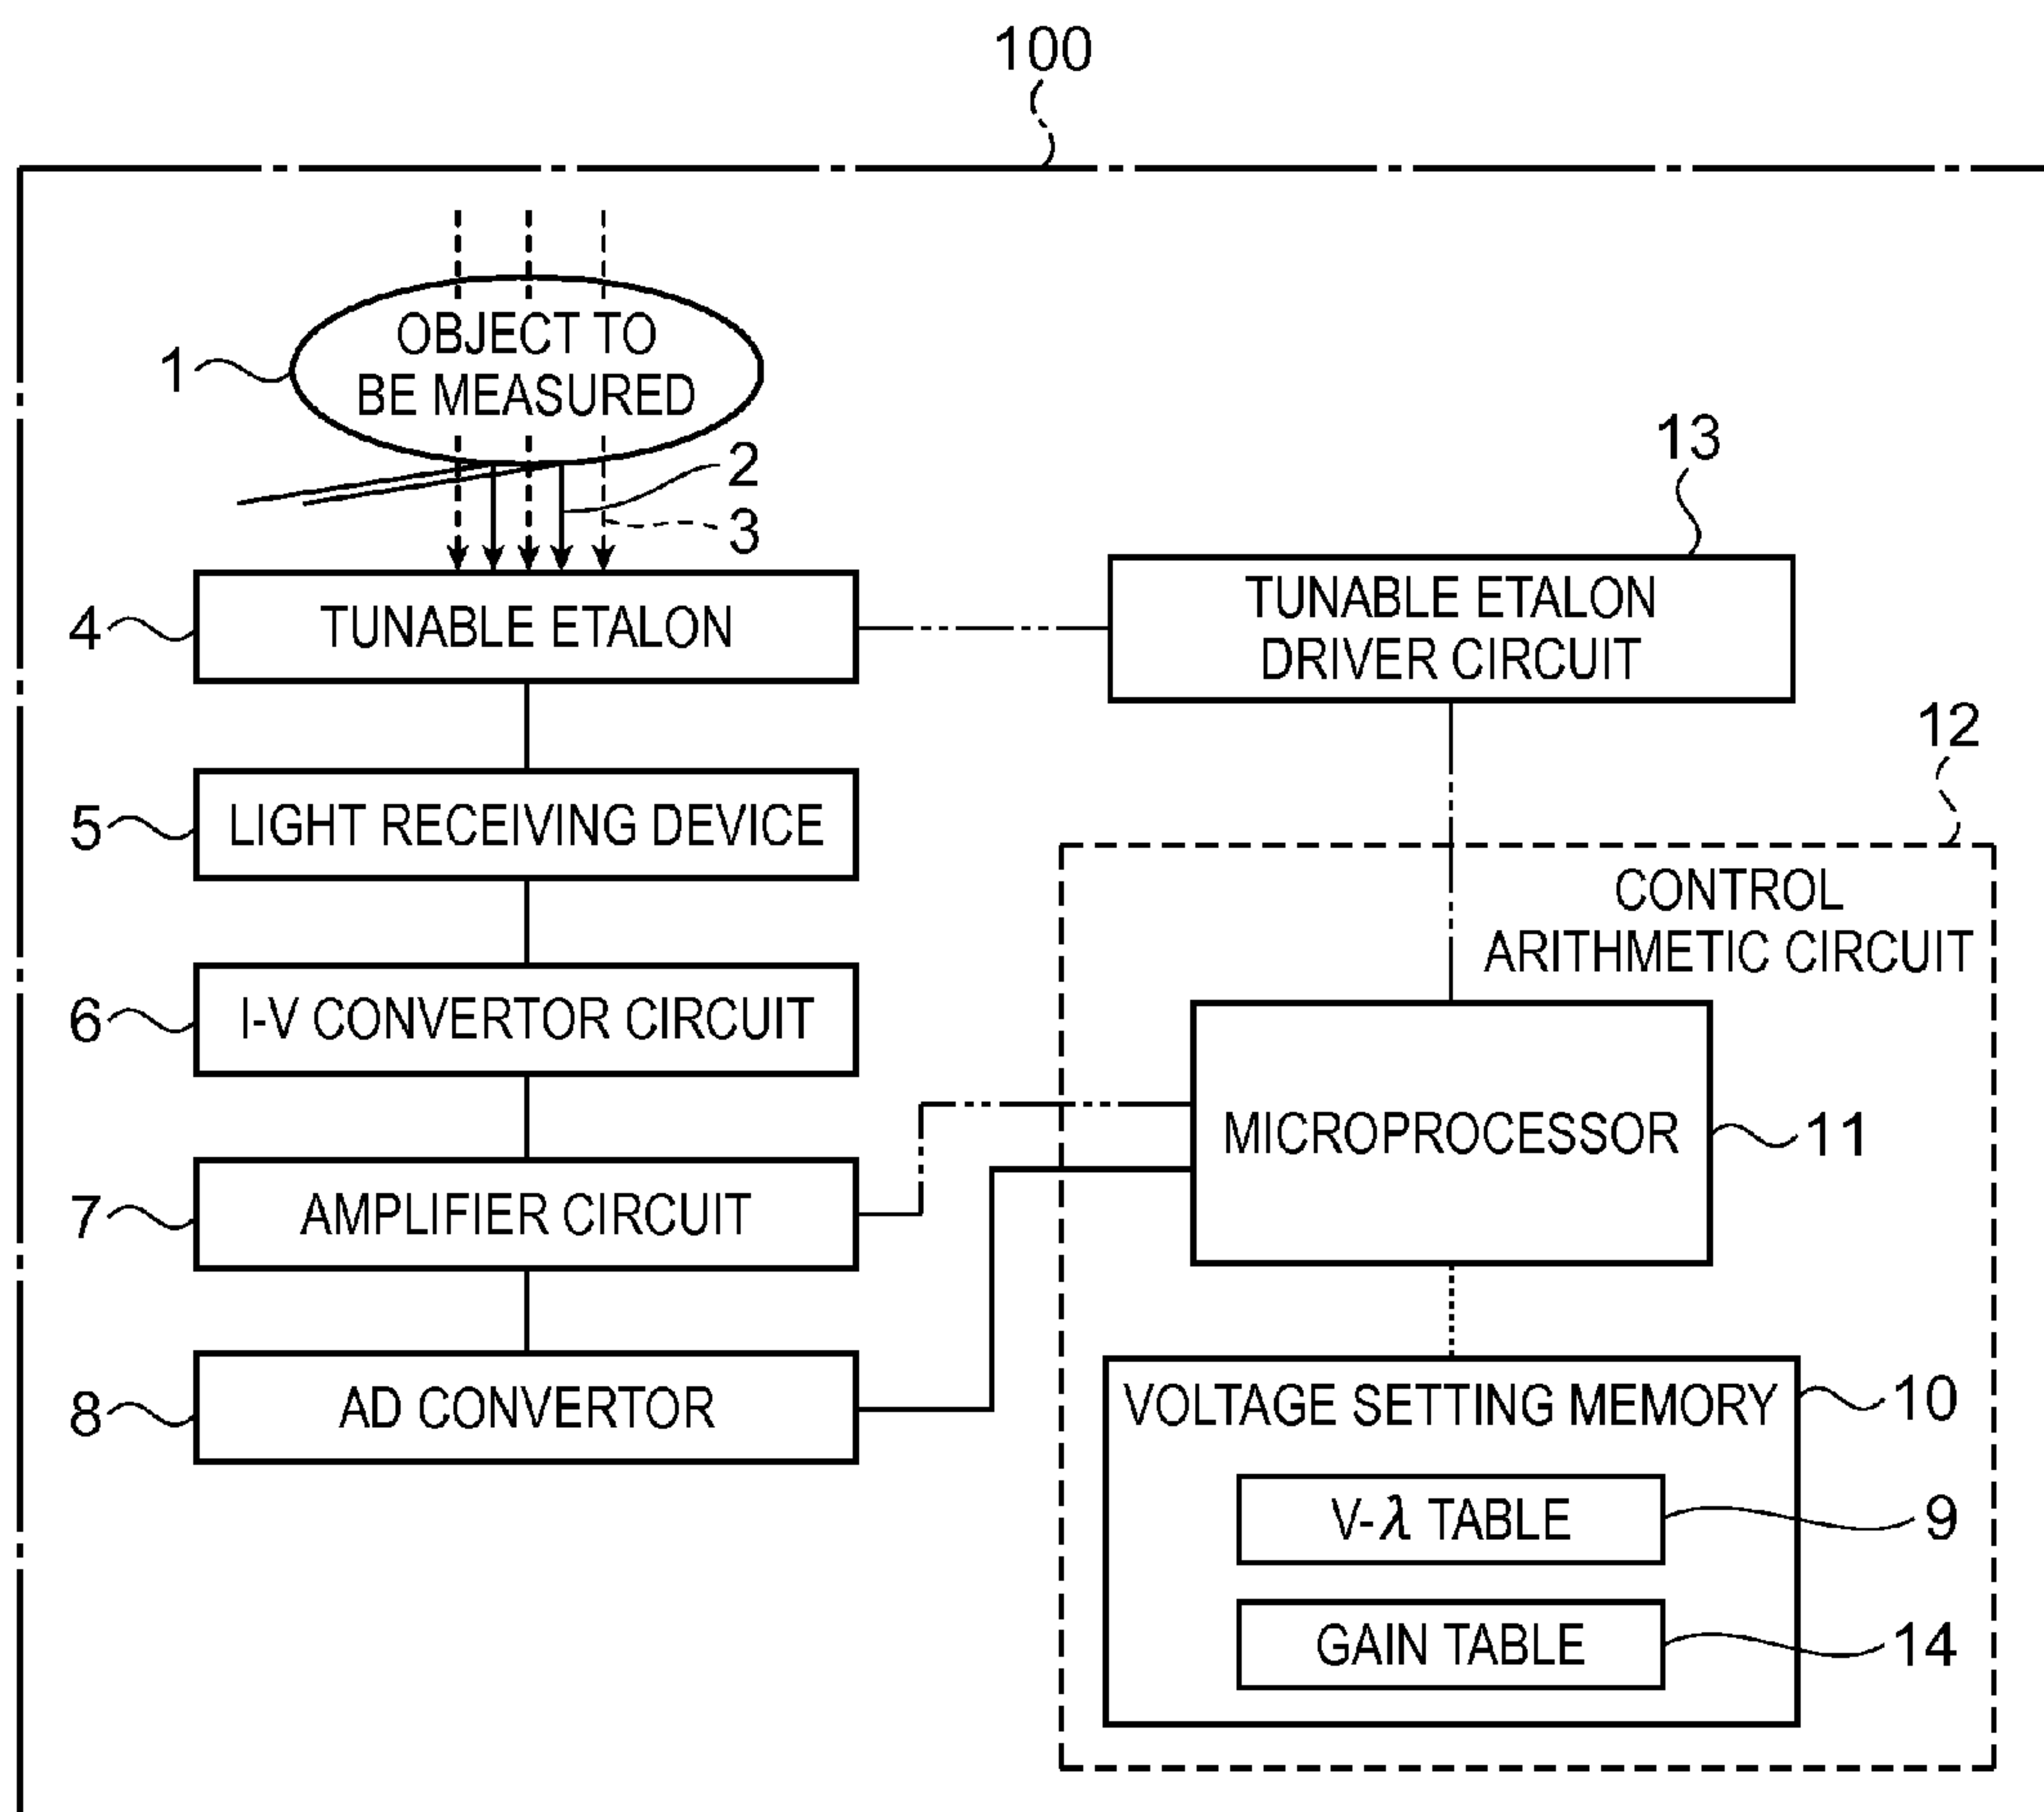 100
OBJECT TO
BE MEASURED
1
2
3
13
TUNABLE ETALON
4
TUNABLE ETALON
DRIVER CIRCUIT
12
LIGHT RECEIVING DEVICE
5
CONTROL
ARITHMETIC CIRCUIT
I-V CONVERTOR CIRCUIT
6
MICROPROCESSOR
11
AMPLIFIER CIRCUIT
7
AD CONVERTOR
8
VOLTAGE SETTING MEMORY
10
V-λ TABLE
9
GAIN TABLE
14